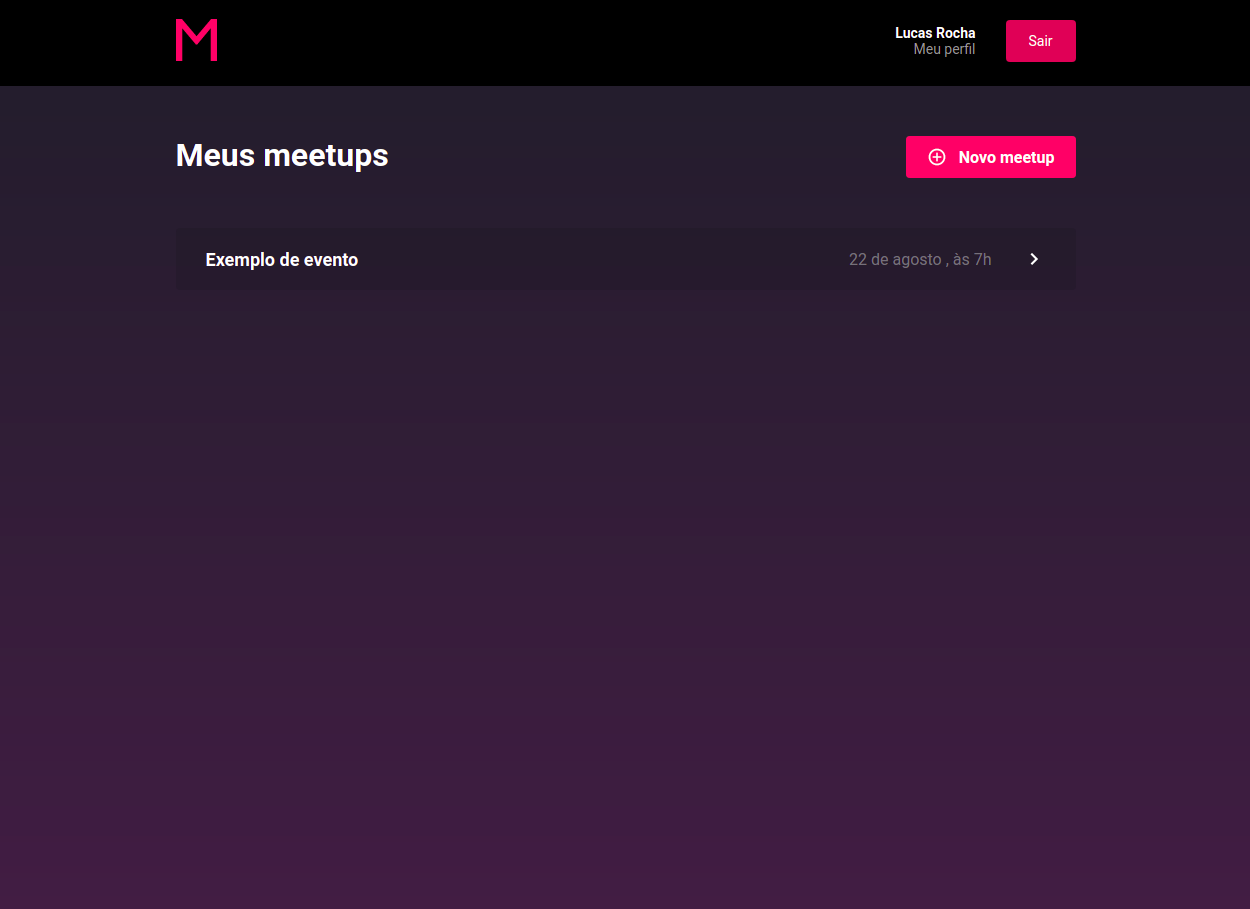 M
Lucas Rocha
Meu perfil
Sair
Meus meetups
Novo meetup
Exemplo de evento
22 de agosto , às 7h